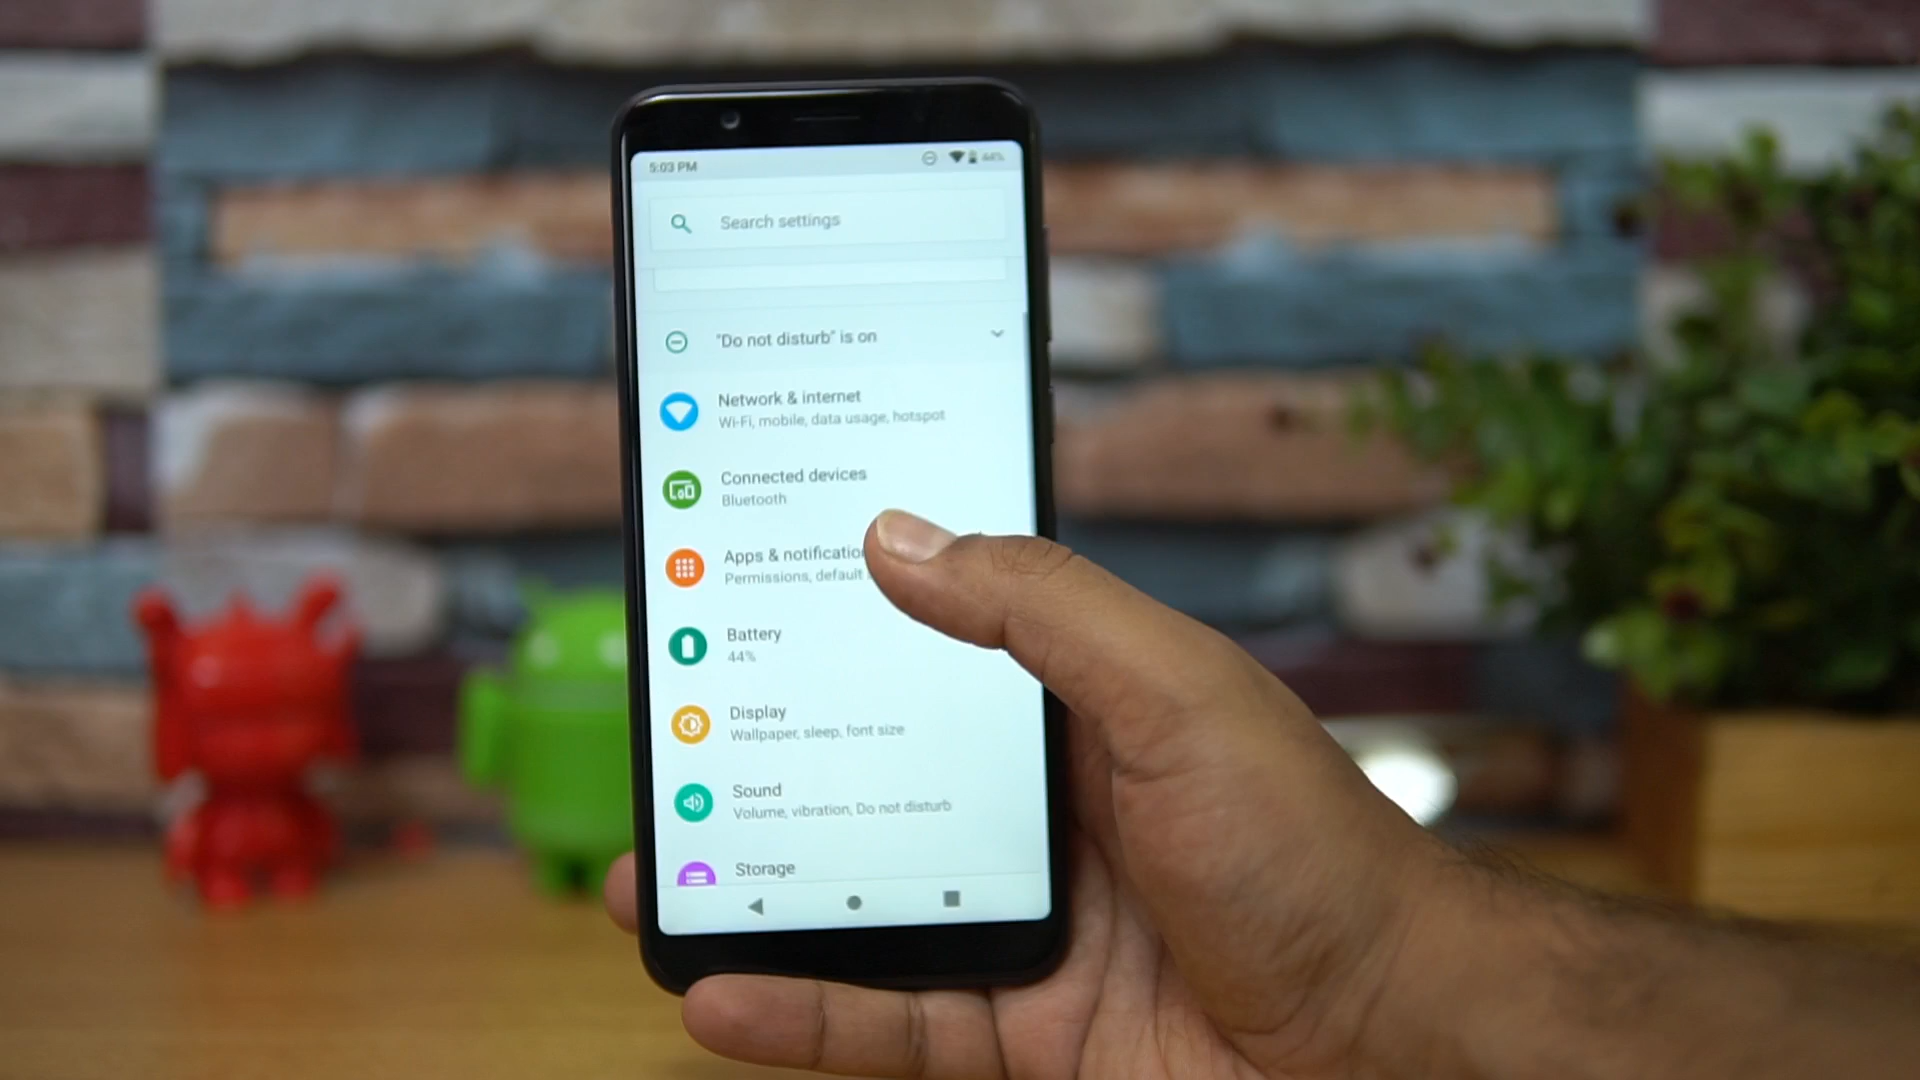 5:03 PM
44%
Search settings
"Do not disturb" is on
Network & internet
Wi-Fi, mobile, data usage, hotspot
Connected devices
Bluetooth
Apps & notification
Permissions, default
Battery
44%
Display
Wallpaper, sleep, font size
Sound
Volume, vibration, Do not disturb
Storage